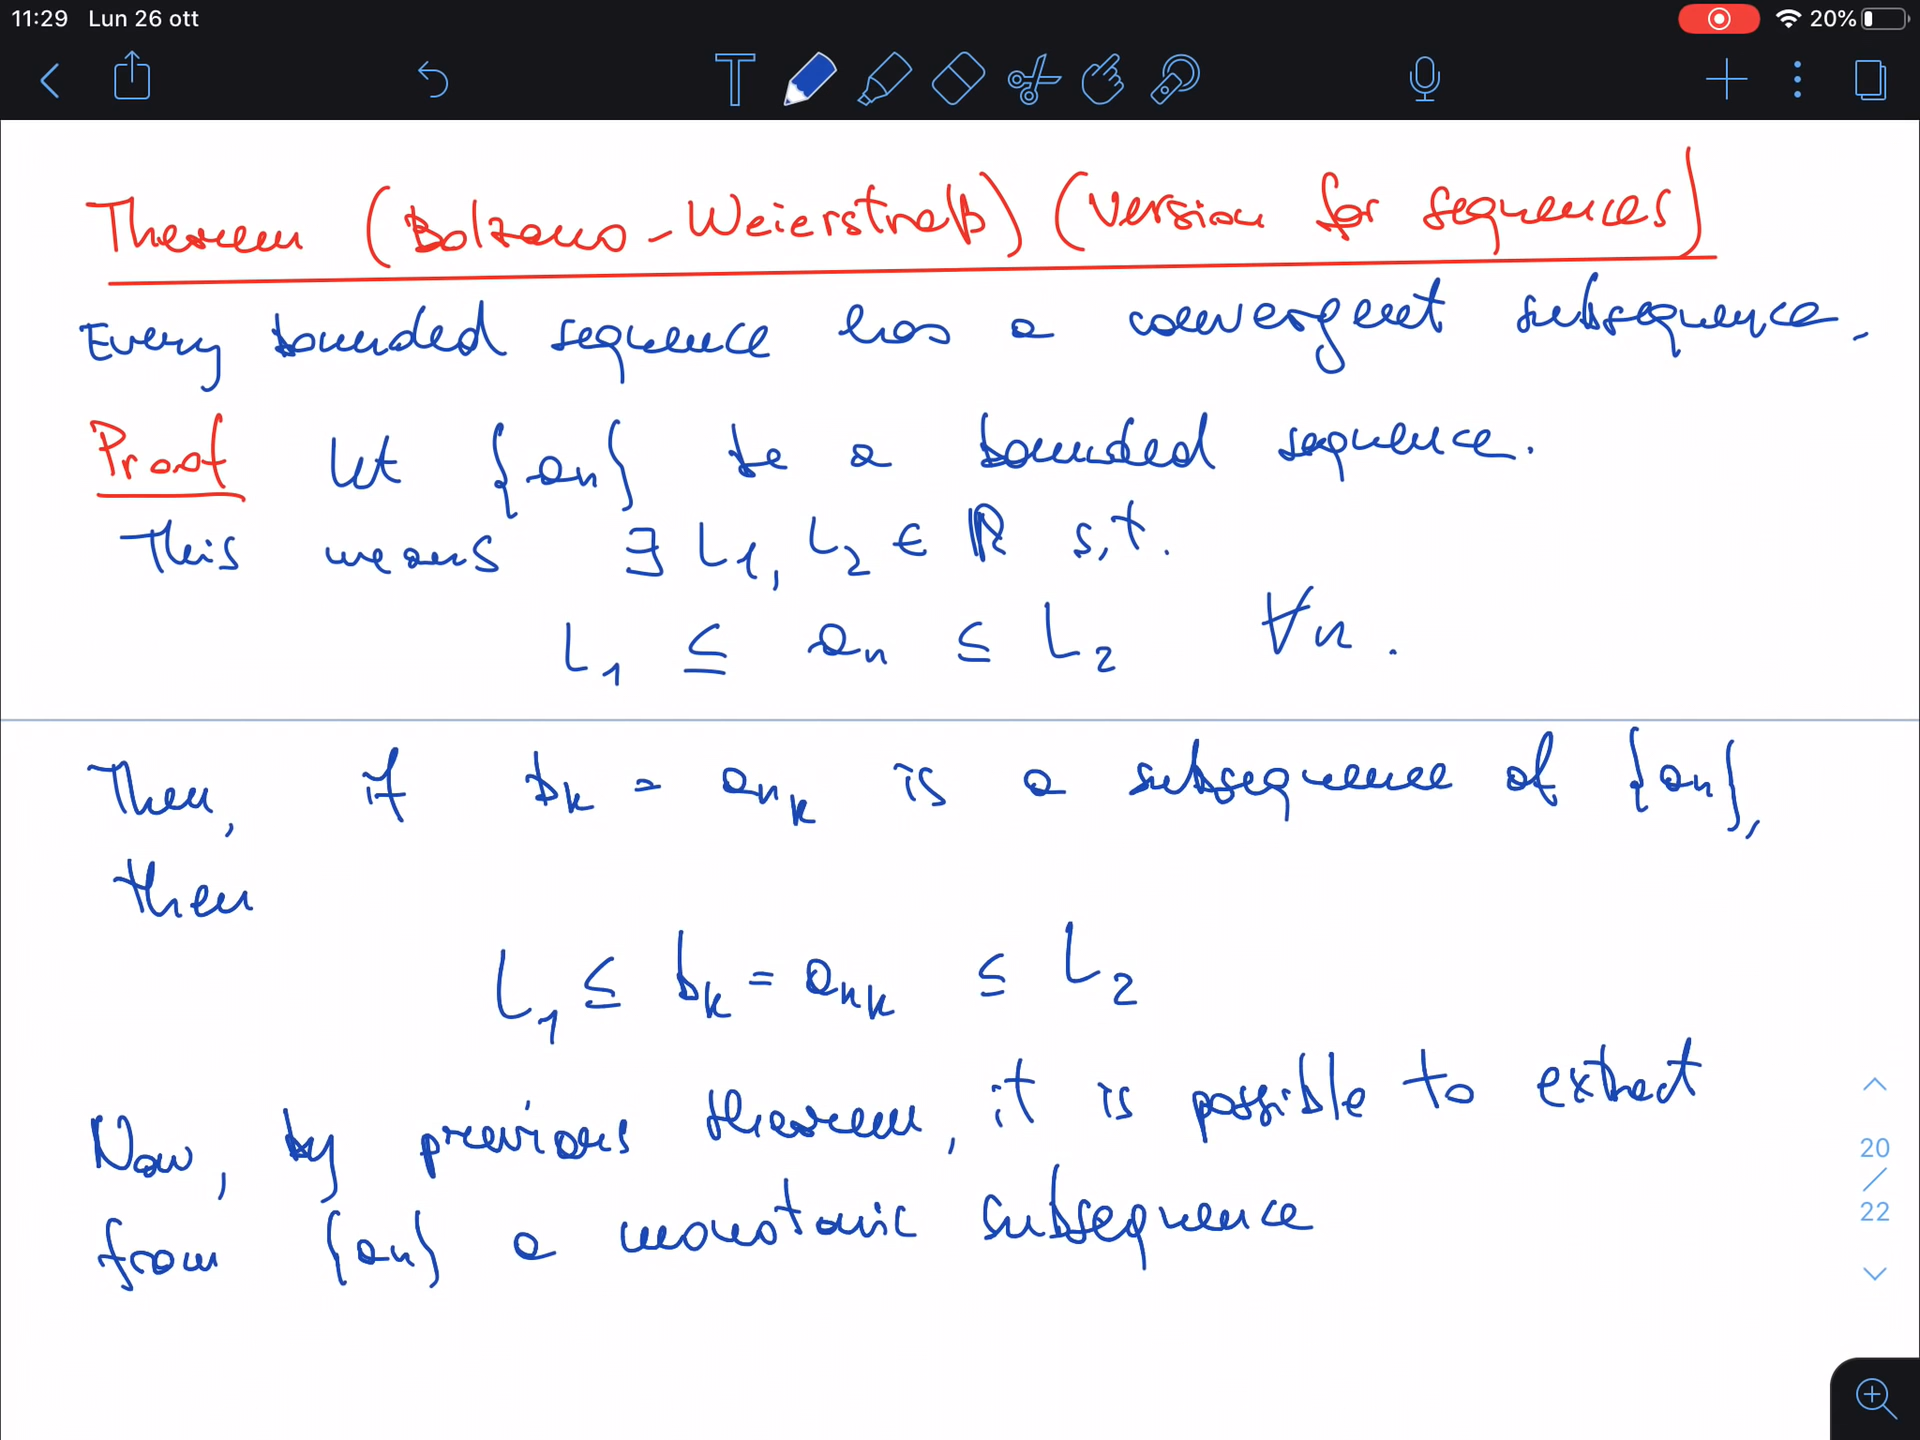 11:29 Lun 26 ott 20%
Theorem (Bolzano-Weierstraß) (version for sequences)
Every bounded sequence has a convergent subsequence.
Proof let {an} be a bounded sequence.
This means ∃ L₁, L₂ ∈ ℝ s.t.
L₁ ≤ an ≤ L₂ ∀n.
Then, if bk = ank is a subsequence of {an},
then
L₁ ≤ bk = ank ≤ L₂
Now, by previous theorem, it is possible to extract
from {an} a monotonic subsequence
20
/
22